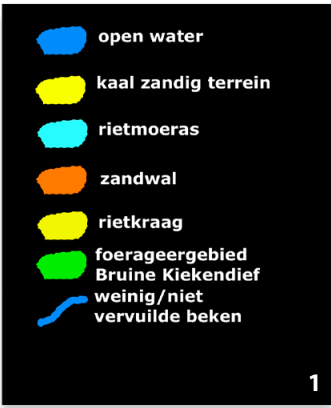 open water
kaal zandig terrein
rietmoeras
zandwal
rietkraag
foerageergebied
Bruine Kiekendief
weinig/niet
vervuilde beken
1